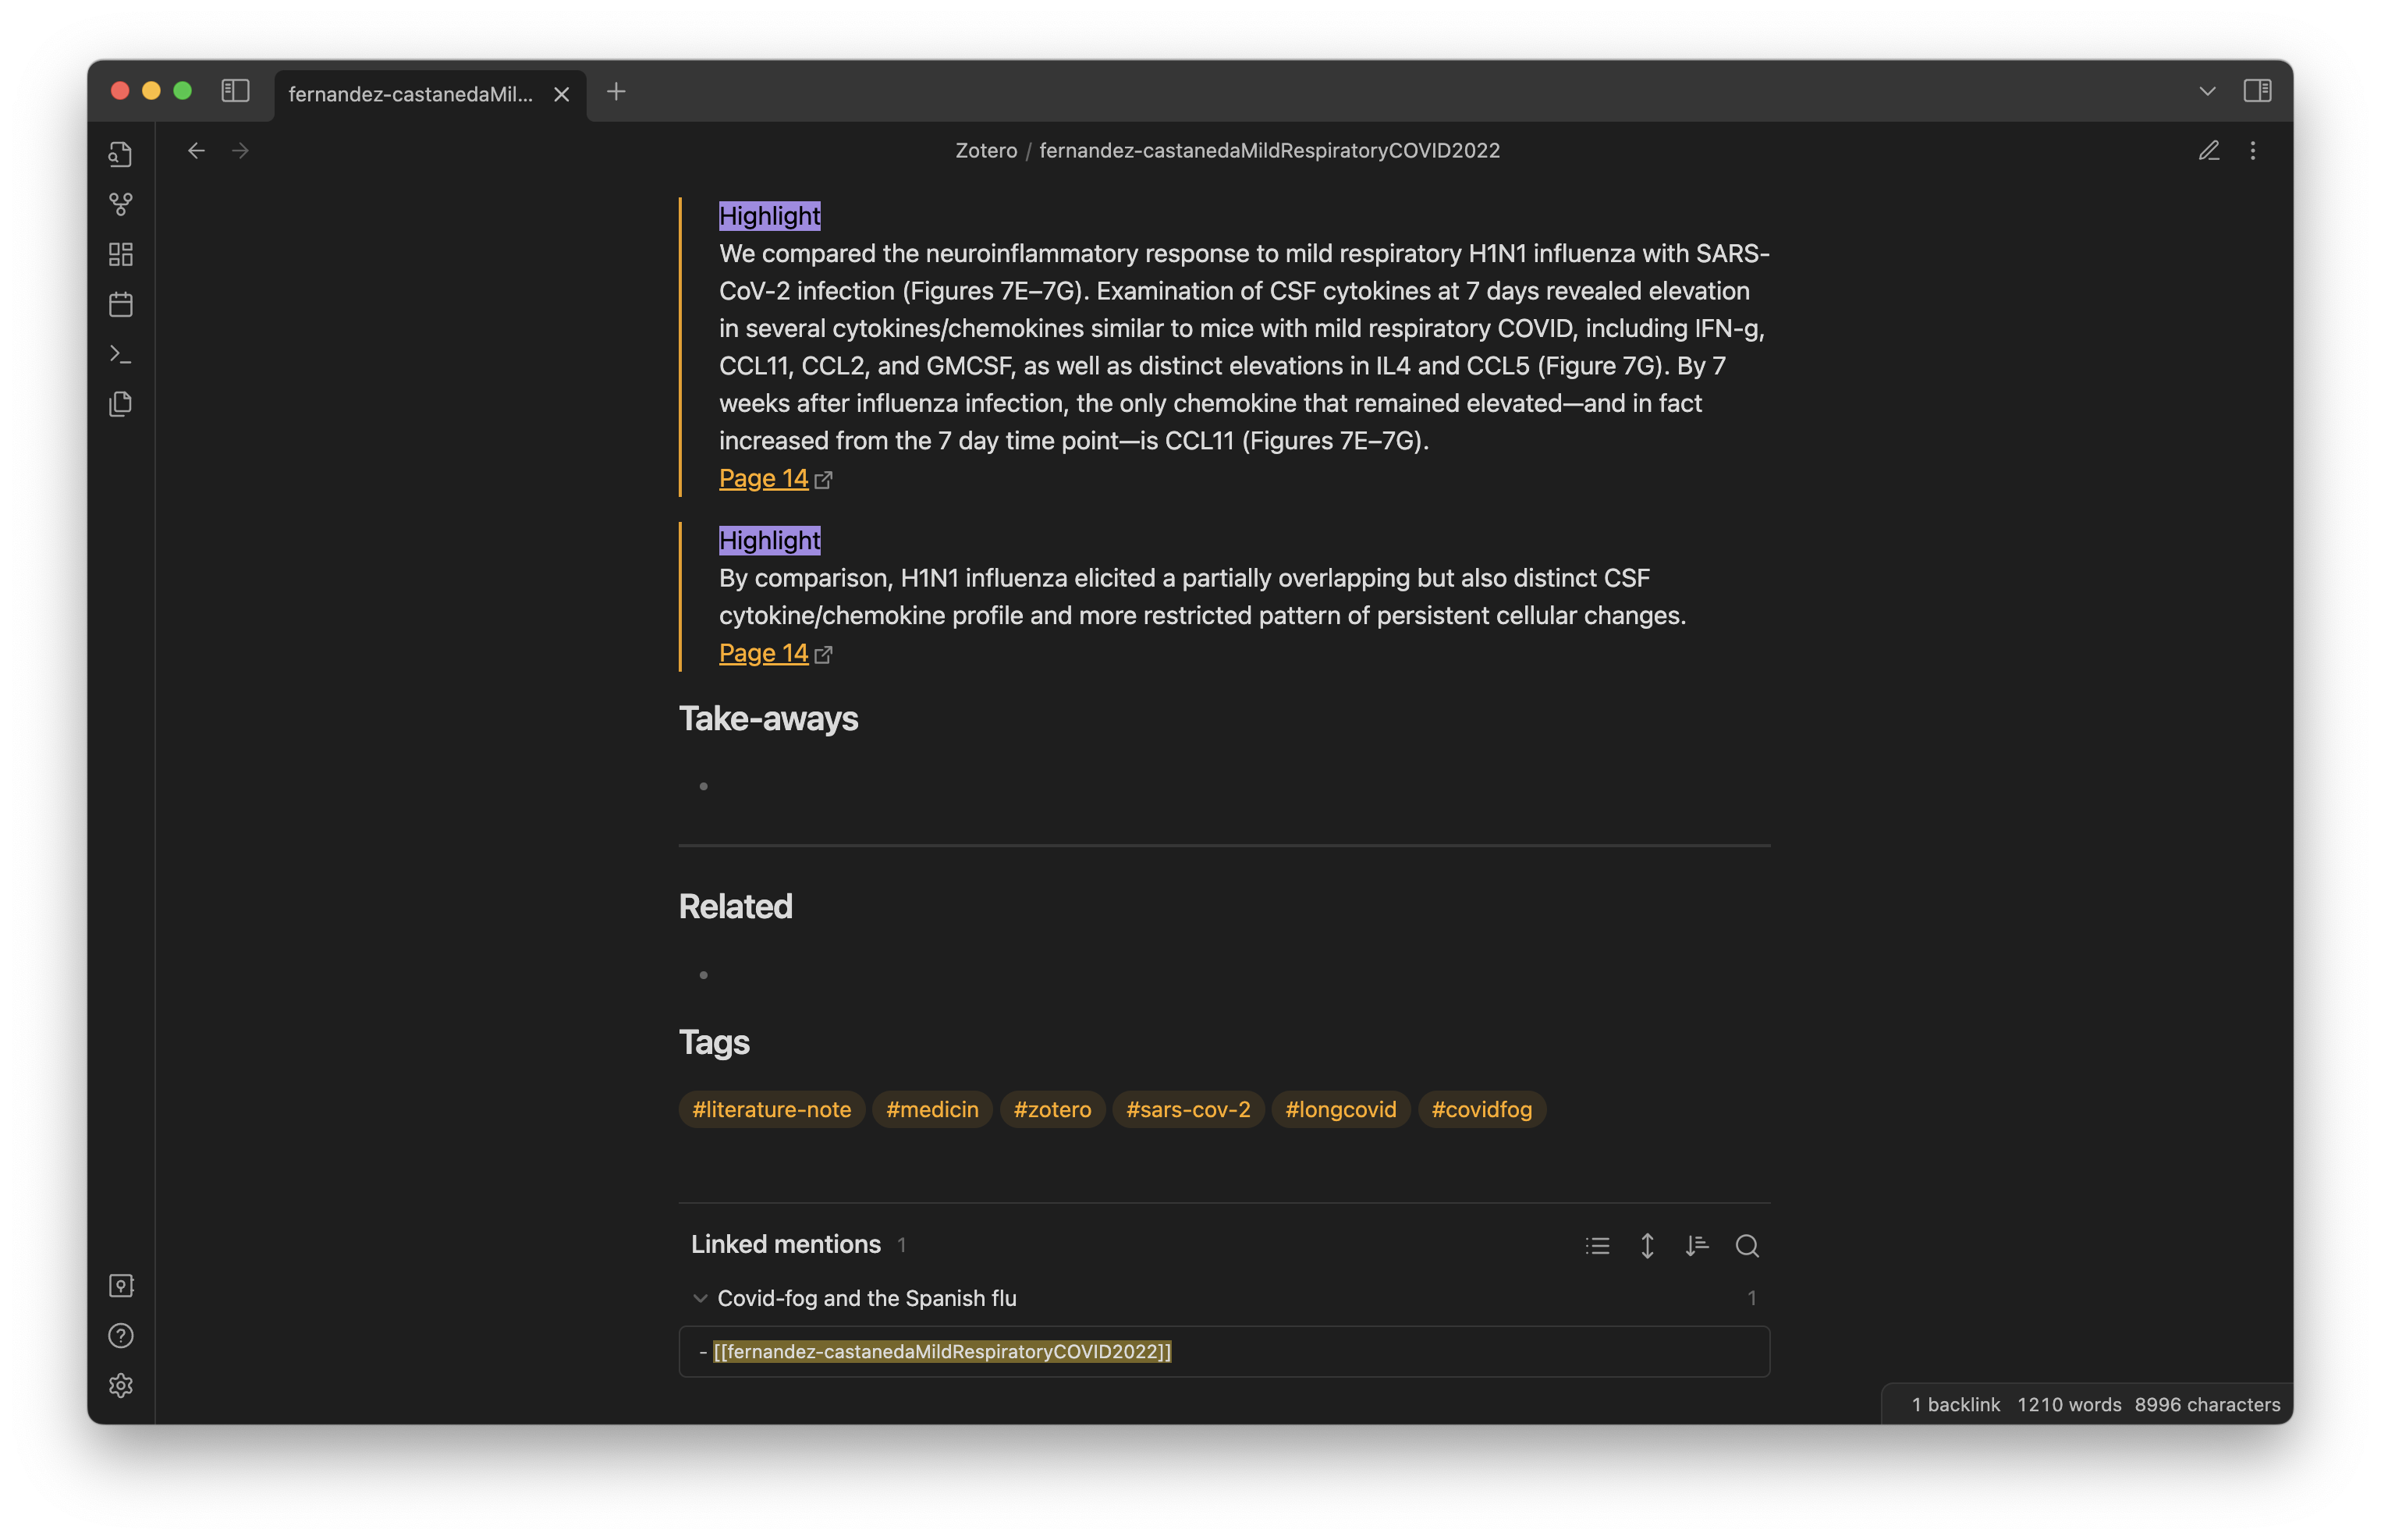 fernandez-castanedaMil...
Zotero / fernandez-castanedaMildRespiratoryCOVID2022
Highlight
We compared the neuroinflammatory response to mild respiratory H1N1 influenza with SARS-
CoV-2 infection (Figures 7E–7G). Examination of CSF cytokines at 7 days revealed elevation
in several cytokines/chemokines similar to mice with mild respiratory COVID, including IFN-g,
CCL11, CCL2, and GMCSF, as well as distinct elevations in IL4 and CCL5 (Figure 7G). By 7
weeks after influenza infection, the only chemokine that remained elevated—and in fact
increased from the 7 day time point—is CCL11 (Figures 7E–7G).
Page 14
Highlight
By comparison, H1N1 influenza elicited a partially overlapping but also distinct CSF
cytokine/chemokine profile and more restricted pattern of persistent cellular changes.
Page 14
Take-aways
Related
Tags
#literature-note #medicin #zotero #sars-cov-2 #longcovid #covidfog
Linked mentions 1
Covid-fog and the Spanish flu 1
- [[fernandez-castanedaMildRespiratoryCOVID2022]]
1 backlink 1210 words 8996 characters